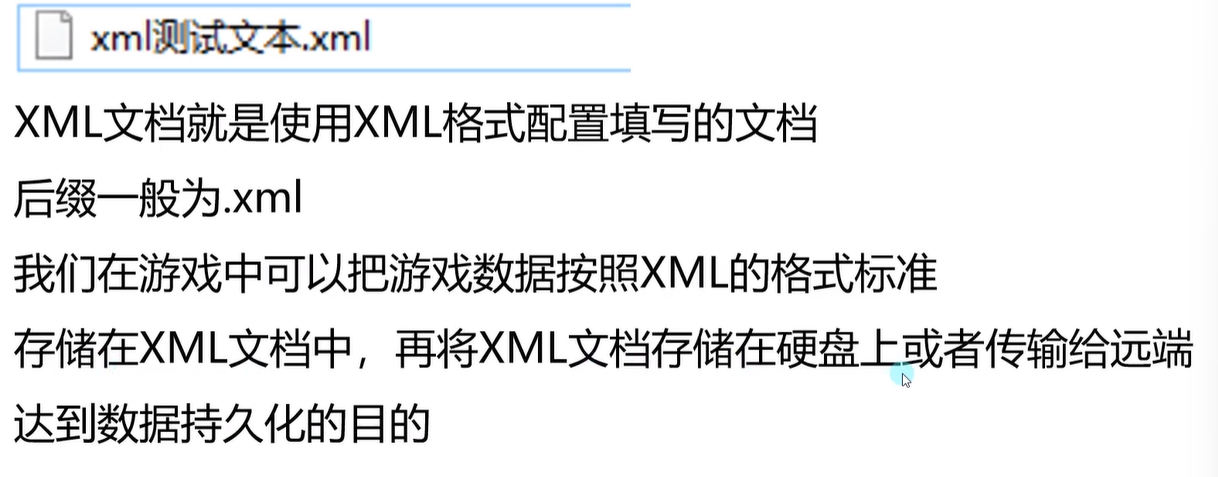 xml测试文本.xml
XML文档就是使用XML格式配置填写的文档
后缀一般为.xml
我们在游戏中可以把游戏数据按照XML的格式标准
存储在XML文档中，再将XML文档存储在硬盘上或者传输给远端
达到数据持久化的目的